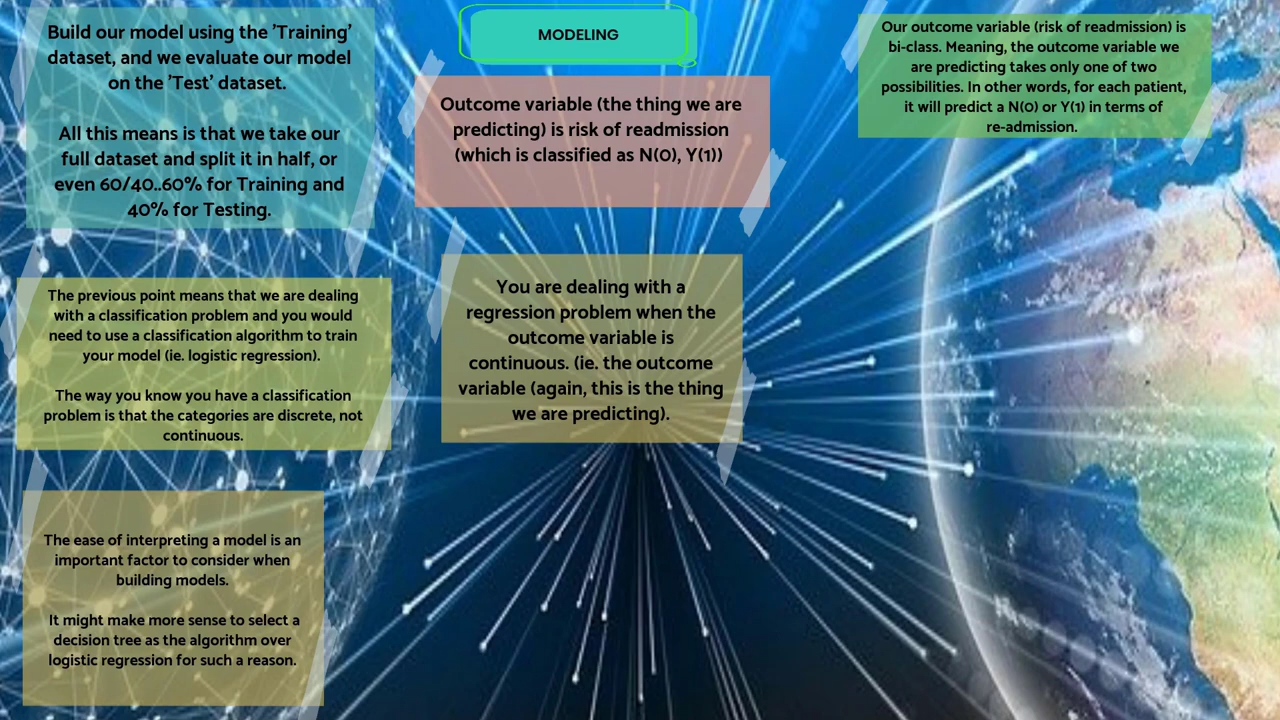 MODELING
Build our model using the 'Training'
dataset, and we evaluate our model
on the 'Test' dataset.
All this means is that we take our
full dataset and split it in half, or
even 60/40..60% for Training and
40% for Testing.
Outcome variable (the thing we are
predicting) is risk of readmission
(which is classified as N(0), Y(1))
Our outcome variable (risk of readmission) is
bi-class. Meaning, the outcome variable we
are predicting takes only one of two
possibilities. In other words, for each patient,
it will predict a N(0) or Y(1) in terms of
re-admission.
The previous point means that we are dealing
with a classification problem and you would
need to use a classification algorithm to train
your model (ie. logistic regression).
The way you know you have a classification
problem is that the categories are discrete, not
continuous.
You are dealing with a
regression problem when the
outcome variable is
continuous. (ie. the outcome
variable (again, this is the thing
we are predicting).
The ease of interpreting a model is an
important factor to consider when
building models.
It might make more sense to select a
decision tree as the algorithm over
logistic regression for such a reason.